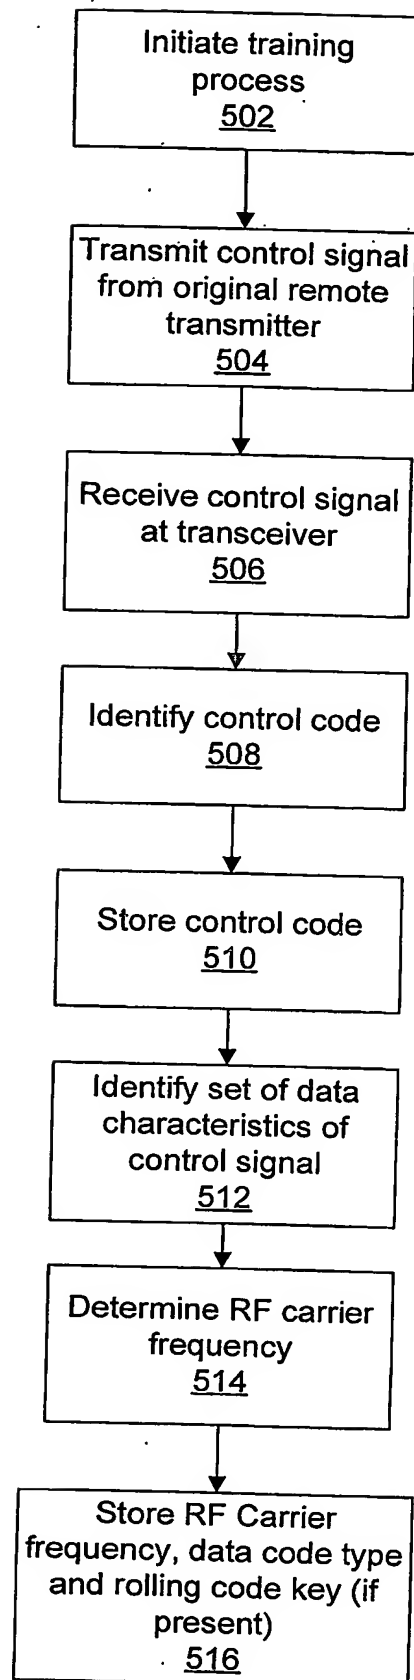 Initiate training
process
502
Transmit control signal
from original remote
transmitter
504
Receive control signal
at transceiver
506
Identify control code
508
Store control code
510
Identify set of data
characteristics of
control signal
512
Determine RF carrier
frequency
514
Store RF Carrier
frequency, data code type
and rolling code key (if
present)
516